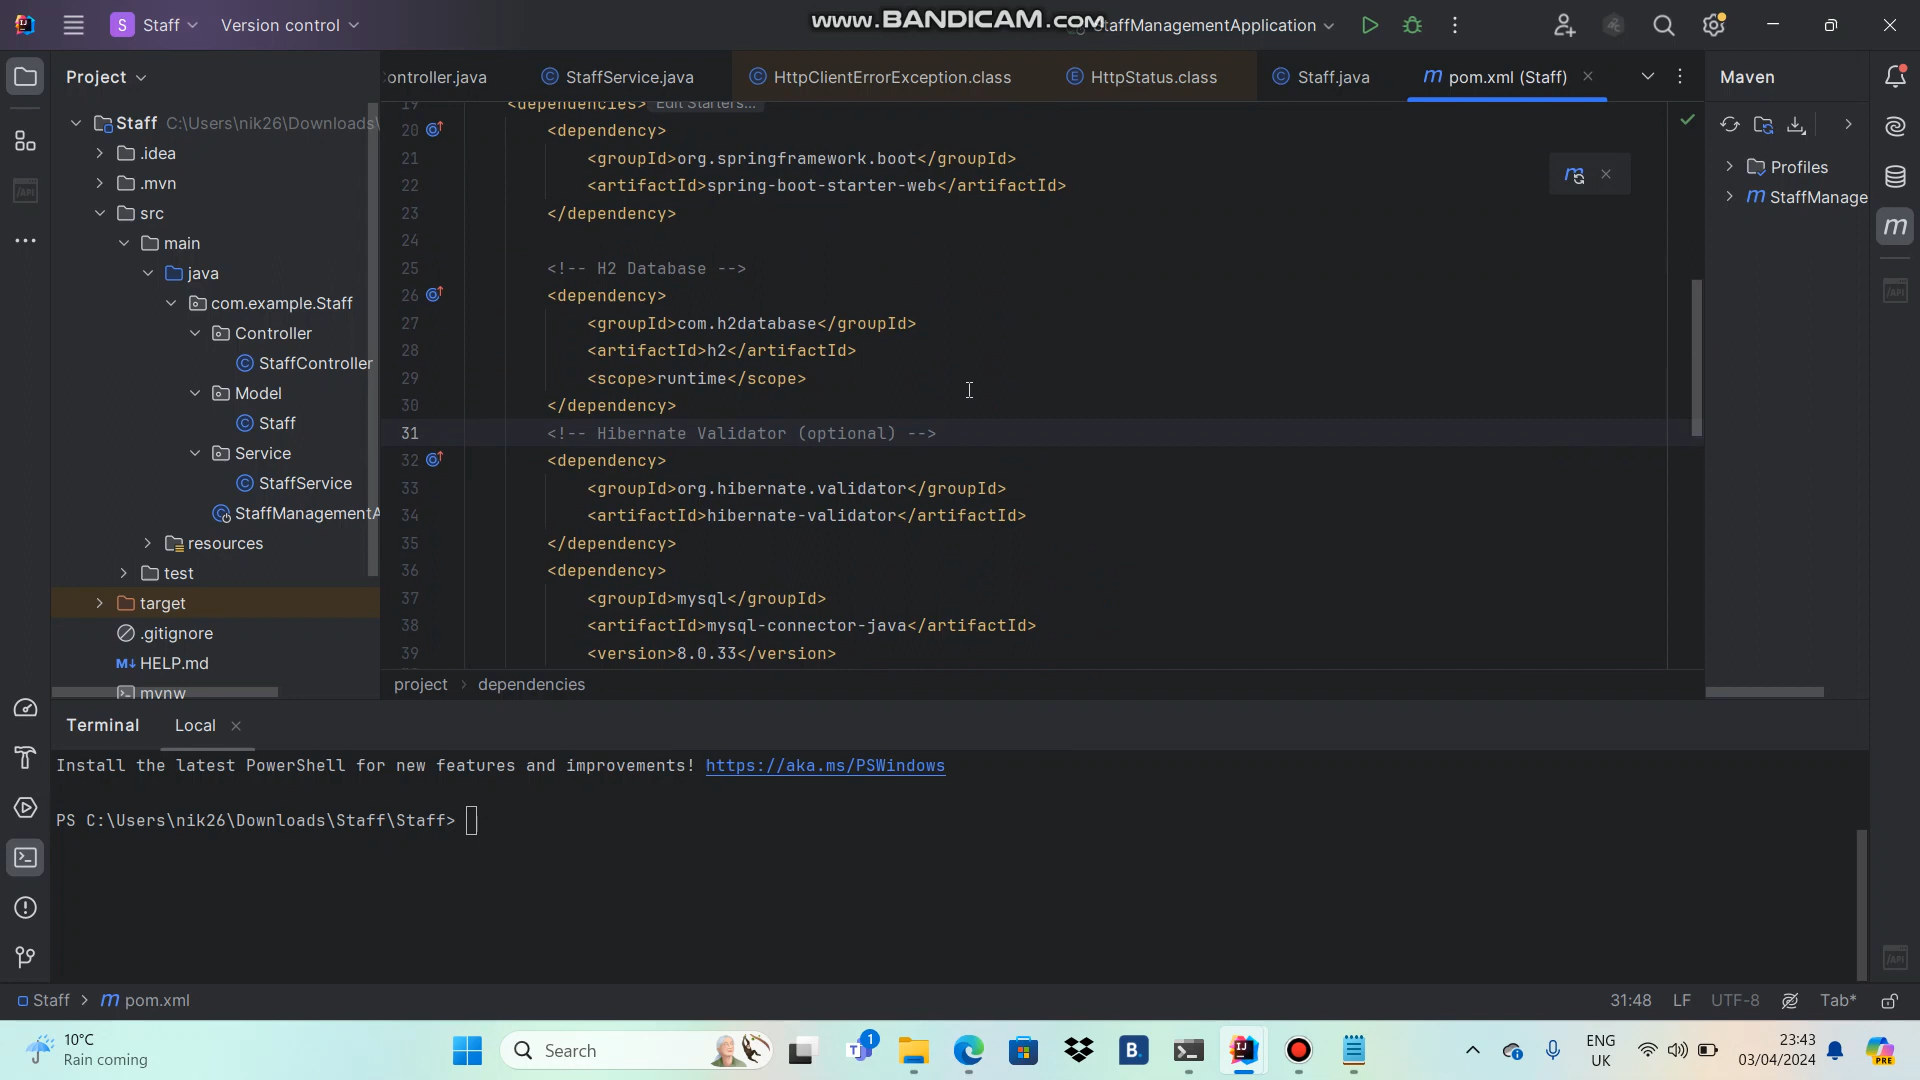 S Staff Version control www.BANDICAM.com StaffManagementApplication
Project ontroller.java StaffService.java HttpClientErrorException.class HttpStatus.class Staff.java m pom.xml (Staff) Maven
Staff C:\Users\nik26\Downloads\
.idea
.mvn
src
main
java
com.example.Staff
Controller
StaffController
Model
Staff
Service
StaffService
StaffManagementA
resources
test
target
.gitignore
M↓ HELP.md
mvnw
19 <dependencies> Edit Starters...
20 <dependency>
21 <groupId>org.springframework.boot</groupId>
22 <artifactId>spring-boot-starter-web</artifactId>
23 </dependency>
24
25 <!-- H2 Database -->
26 <dependency>
27 <groupId>com.h2database</groupId>
28 <artifactId>h2</artifactId>
29 <scope>runtime</scope>
30 </dependency>
31 <!-- Hibernate Validator (optional) -->
32 <dependency>
33 <groupId>org.hibernate.validator</groupId>
34 <artifactId>hibernate-validator</artifactId>
35 </dependency>
36 <dependency>
37 <groupId>mysql</groupId>
38 <artifactId>mysql-connector-java</artifactId>
39 <version>8.0.33</version>
project > dependencies
Profiles
m StaffManage
Terminal Local
Install the latest PowerShell for new features and improvements! https://aka.ms/PSWindows
PS C:\Users\nik26\Downloads\Staff\Staff>
Staff > m pom.xml 31:48 LF UTF-8 Tab*
10°C
Rain coming
Search
1
B.
PRE
ENG
UK
23:43
03/04/2024